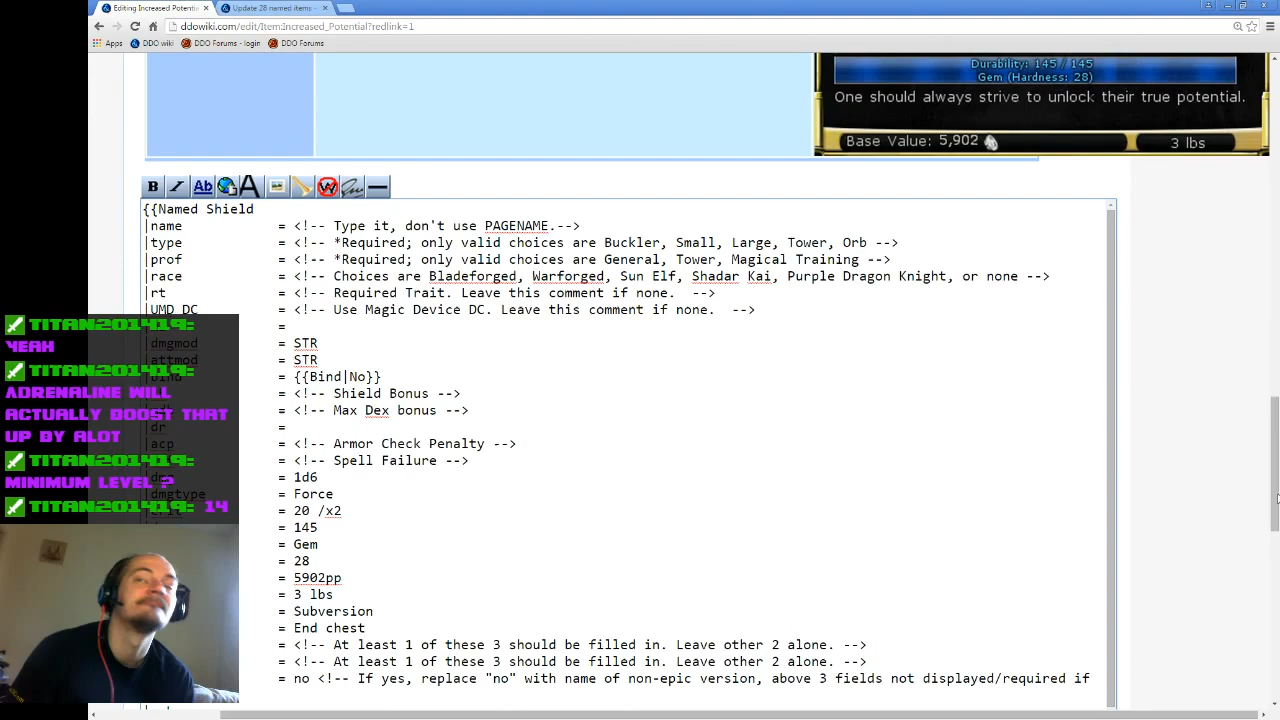 Editing Increased Potenti
Update 28 named items -
ddowiki.com/edit/Item:Increased_Potential?redlink=1
Apps DDO wiki DDO Forums - login DDO Forums
Durability: 145 / 145
Gem (Hardness: 28)
One should always strive to unlock their true potential.
Base Value: 5,902 3 lbs
B I Ab A W
{{Named Shield
|name = <!-- Type it, don't use PAGENAME.-->
|type = <!-- *Required; only valid choices are Buckler, Small, Large, Tower, Orb -->
|prof = <!-- *Required; only valid choices are General, Tower, Magical Training -->
|race = <!-- Choices are Bladeforged, Warforged, Sun Elf, Shadar Kai, Purple Dragon Knight, or none -->
|rt = <!-- Required Trait. Leave this comment if none. -->
|UMD DC = <!-- Use Magic Device DC. Leave this comment if none. -->
=
|dmgmod = STR
|attmod = STR
|bind = {{Bind|No}}
= <!-- Shield Bonus -->
= <!-- Max Dex bonus -->
|dr =
|acp = <!-- Armor Check Penalty -->
= <!-- Spell Failure -->
= 1d6
|dmgtype = Force
= 20 /x2
= 145
= Gem
= 28
= 5902pp
= 3 lbs
= Subversion
= End chest
= <!-- At least 1 of these 3 should be filled in. Leave other 2 alone. -->
= <!-- At least 1 of these 3 should be filled in. Leave other 2 alone. -->
= no <!-- If yes, replace "no" with name of non-epic version, above 3 fields not displayed/required if
TITAN201419:
YEAH
TITAN201419:
ADRENALINE WILL
ACTUALLY BOOST THAT
UP BY ALOT
TITAN201419:
MINIMUM LEVEL ?
TITAN201419: 14